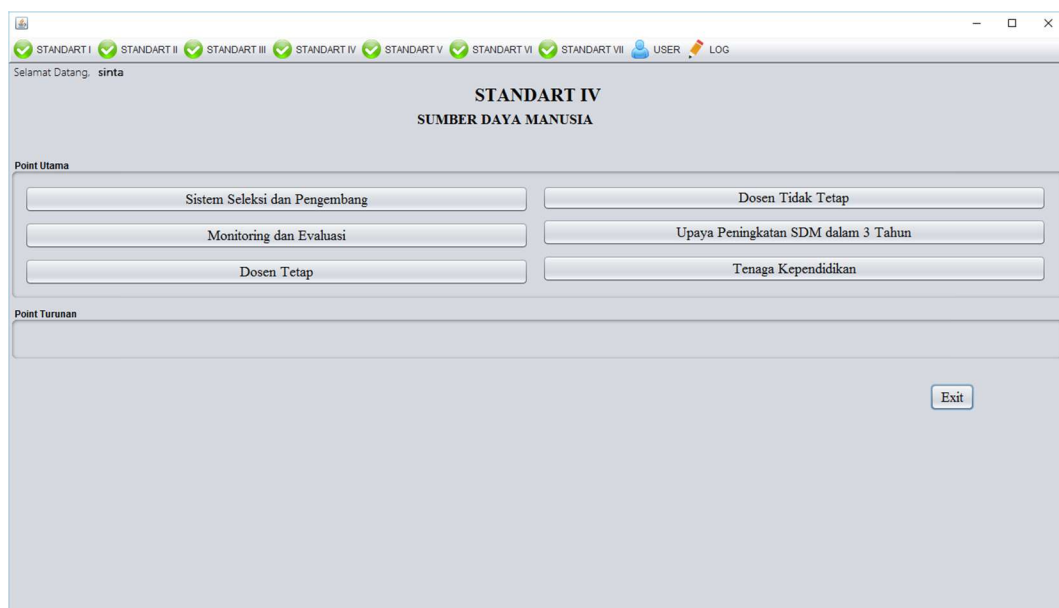 STANDART I STANDART II STANDART III STANDART IV STANDART V STANDART VI STANDART VII USER LOG
Selamat Datang, sinta
STANDART IV
SUMBER DAYA MANUSIA
Point Utama
Sistem Seleksi dan Pengembang
Dosen Tidak Tetap
Monitoring dan Evaluasi
Upaya Peningkatan SDM dalam 3 Tahun
Dosen Tetap
Tenaga Kependidikan
Point Turunan
Exit